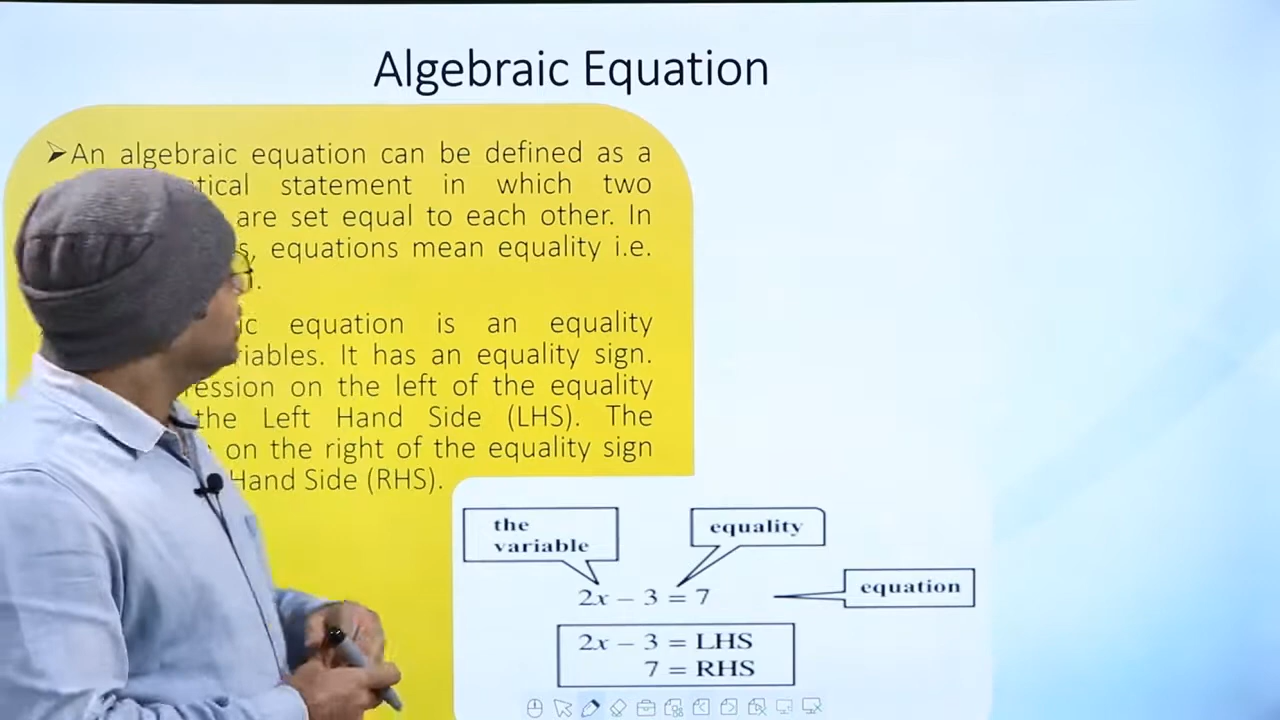 Algebraic Equation
➢An algebraic equation can be defined as a
statement in which two
are set equal to each other. In
equations mean equality i.e.
equation is an equality
It has an equality sign.
on the left of the equality
the Left Hand Side (LHS). The
on the right of the equality sign
Hand Side (RHS).
the
variable
equality
2x − 3 = 7
equation
2x − 3 = LHS
7 = RHS